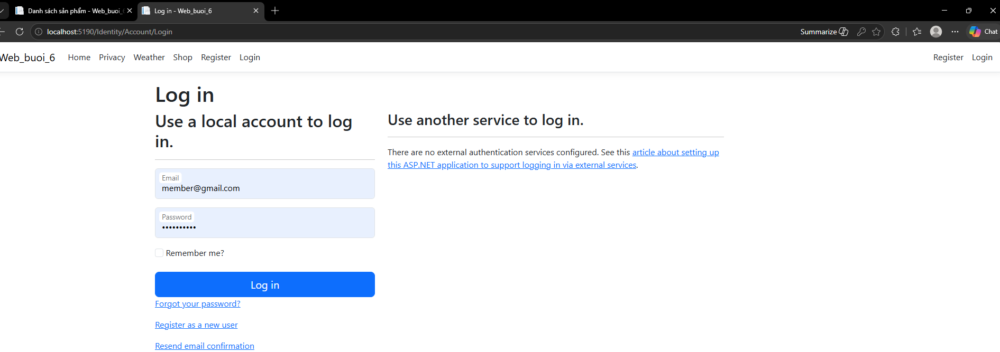 Danh sách sản phẩm - Web_buoi_
Log in - Web_buoi_6
localhost:5190/Identity/Account/Login
Summarize
Chat
Web_buoi_6 Home Privacy Weather Shop Register Login Register Login
Log in
Use a local account to log
in.
Email
member@gmail.com
Password
••••••••••
Remember me?
Log in
Forgot your password?
Register as a new user
Resend email confirmation
Use another service to log in.
There are no external authentication services configured. See this article about setting up
this ASP.NET application to support logging in via external services.